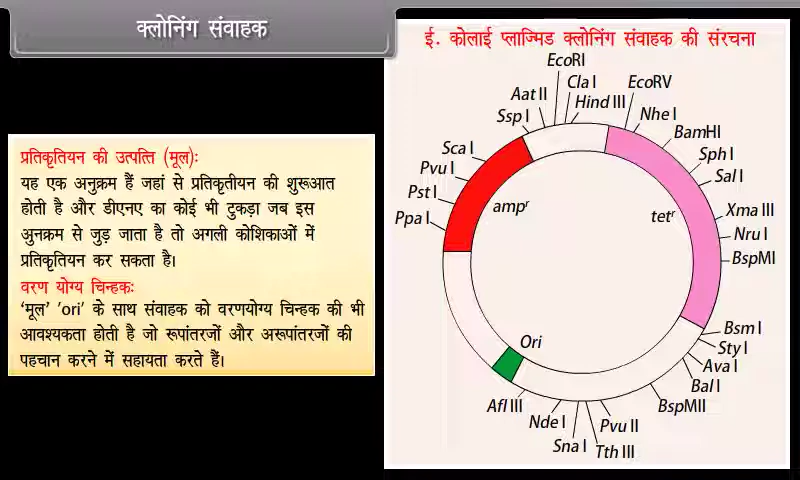 क्लोनिंग संवाहक
प्रतिकृतियन की उत्पत्ति (मूल):
यह एक अनुक्रम हैं जहां से प्रतिकृतीयन की शुरूआत
होती है और डीएनए का कोई भी टुकड़ा जब इस
अुनक्रम से जुड़ जाता है तो अगली कोशिकाओं में
प्रतिकृतियन कर सकता है।
वरण योग्य चिन्हकः
'मूल' 'ori' के साथ संवाहक को वरणयोग्य चिन्हक की भी
आवश्यकता होती है जो रूपांतरजों और अरूपांतरजों की
पहचान करने में सहायता करते हैं।
ई. कोलाई प्लाज्मिड क्लोनिंग संवाहक की संरचना
EcoRI
Cla I
EcoRV
Aat II
Hind III
Ssp I
Nhe I
BamHI
Sca I
Sph I
Pvu I
Sal I
Pst I
ampʳ
tetʳ
Xma III
Ppa I
Nru I
BspMI
Bsm I
Ori
Sty I
Ava I
Bal I
Afl III
BspMII
Nde I
Pvu II
Sna I
Tth III